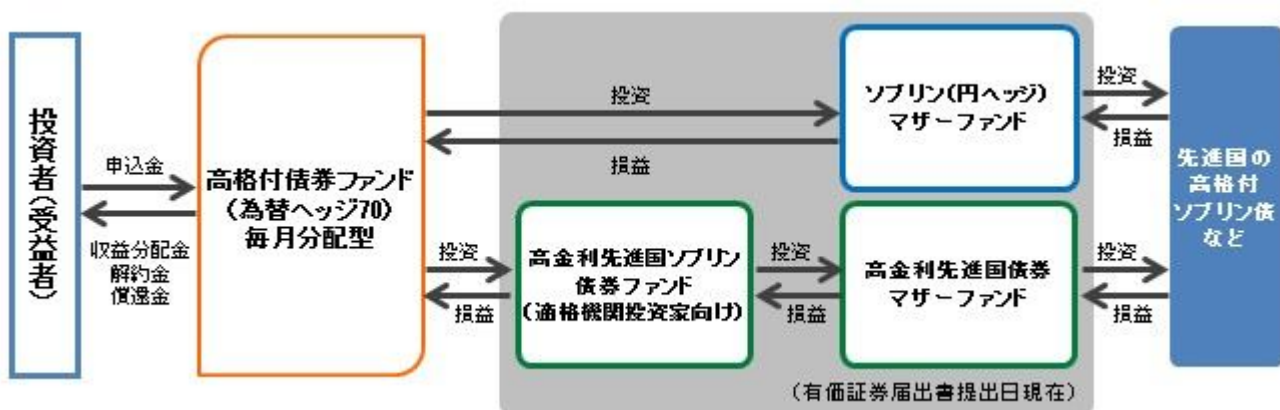 投資者(受益者)
申込金
収益分配金
解約金
償還金
高格付債券ファンド
(為替ヘッジ70)
毎月分配型
投資
損益
ソブリン(円ヘッジ)
マザーファンド
投資
損益
投資
損益
高金利先進国ソブリン
債券ファンド
(適格機関投資家向け)
投資
損益
高金利先進国債券
マザーファンド
投資
損益
先進国の
高格付
ソブリン債
など
(有価証券届出書提出日現在)